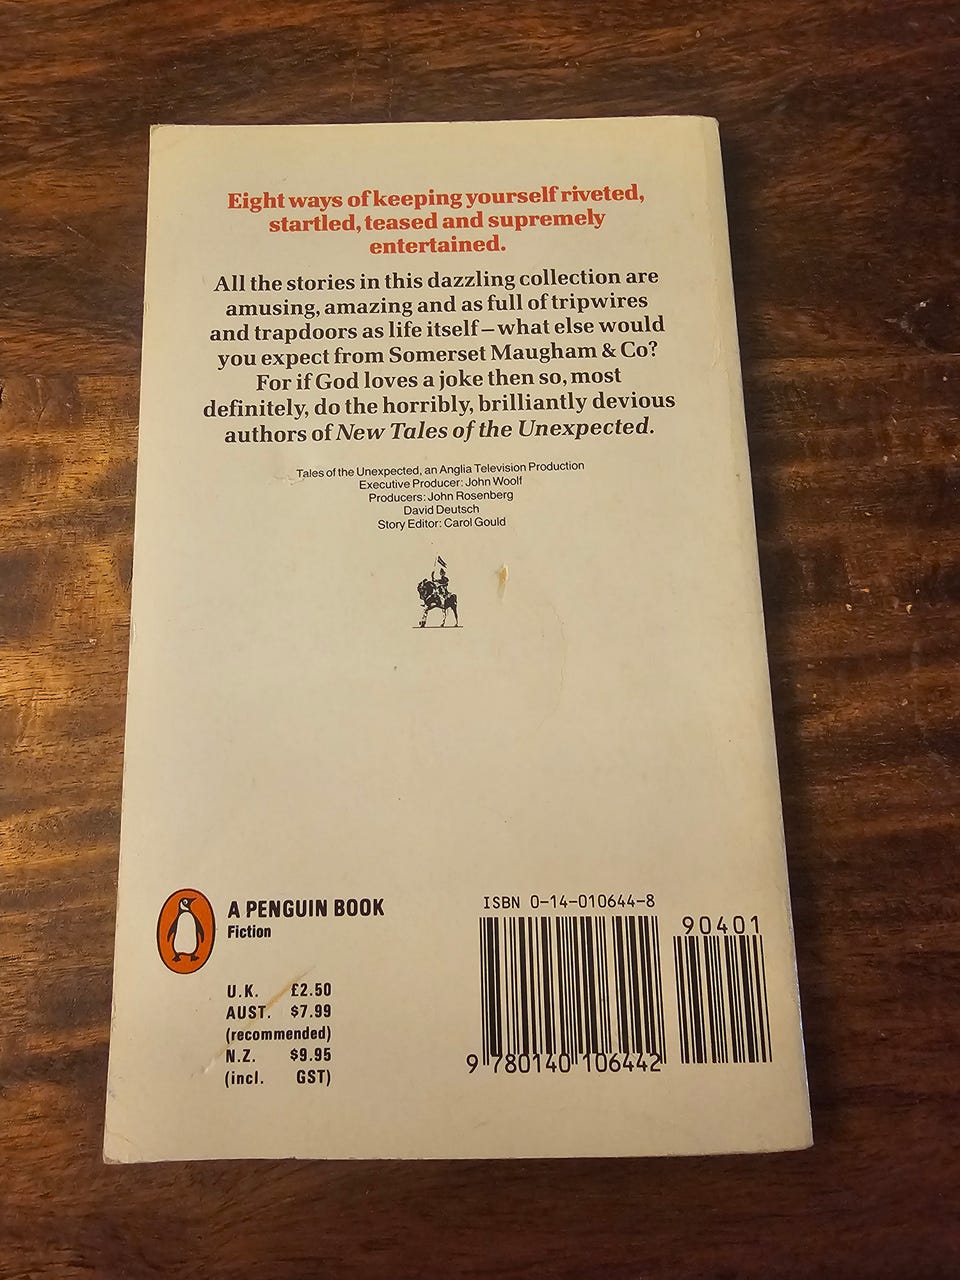 Eight ways of keeping yourself riveted,
startled, teased and supremely
entertained.
All the stories in this dazzling collection are
amusing, amazing and as full of tripwires
and trapdoors as life itself – what else would
you expect from Somerset Maugham & Co?
For if God loves a joke then so, most
definitely, do the horribly, brilliantly devious
authors of New Tales of the Unexpected.
Tales of the Unexpected, an Anglia Television Production
Executive Producer: John Woolf
Producers: John Rosenberg
David Deutsch
Story Editor: Carol Gould
A PENGUIN BOOK
Fiction
U.K. £2.50
AUST. $7.99
(recommended)
N.Z. $9.95
(incl. GST)
ISBN 0-14-010644-8
90401
9 780140 106442